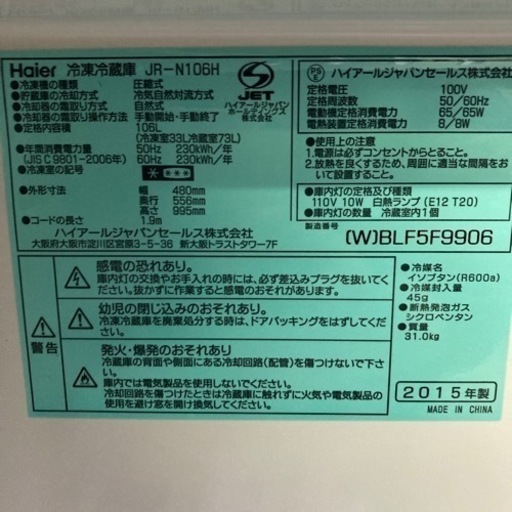 Haier 冷凍冷蔵庫 JR-N106H
●冷凍機の種類 圧縮式
●貯蔵庫の冷却方式 冷気自然対流方式
●冷却器の霜取り方式 自然式
●冷却器の霜取り操作方法 手動開始・手動終了
●定格内容積 106L
(冷凍室33L冷蔵室73L)
●年間消費電力量 50Hz 230kWh/年
(JIS C 9801-2006年) 60Hz 230kWh/年
●冷凍室の記号
●外形寸法 幅 480mm
奥行 556mm
高さ 995mm
●コードの長さ 1.9m
ハイアールジャパンセールス株式会社
大阪府大阪市淀川区宮原3-5-36 新大阪トラストタワー7F
S
JET
ハイアールジャパン
ホールディングス
株式会社
PS
E
ハイアールジャパンセールス株式会社
定格電圧 100V
定格周波数 50/60Hz
電動機定格消費電力 65/65W
電熱装置定格消費電力 8/8W
●使用上の注意
1.電源は必ずコンセントからとること。
2.放熱を良くするため、周囲に適当な間隔をおいて設置すること。
●庫内灯の定格及び種類
110V 10W 白熱ランプ (E12 T20)
●庫内灯の数量 冷蔵室内1個
製造番号
(W)BLF5F9906
警告
感電の恐れあり。
庫内灯の交換やお手入れの時には、必ず差込みプラグを抜いてください。抜かずに作業すると感電の恐れがあります。
幼児の閉じ込みのおそれあり
冷凍冷蔵庫を廃棄処分する時は、ドアパッキングをはずしてください。
発火・爆発のおそれあり
冷蔵庫の背面や側面にある冷却回路(配管)を傷つけないで下さい。
庫内では電気製品を使用しないでください。
冷却回路を傷つけたときは冷蔵庫に触れずに火気や電気製品の使用を避け窓を開け換気してください。
●冷媒名
イソブタン(R600a)
●冷媒封入量
45g
●断熱発泡ガス
シクロペンタン
●質量
31.0kg
2015年製
MADE IN CHINA